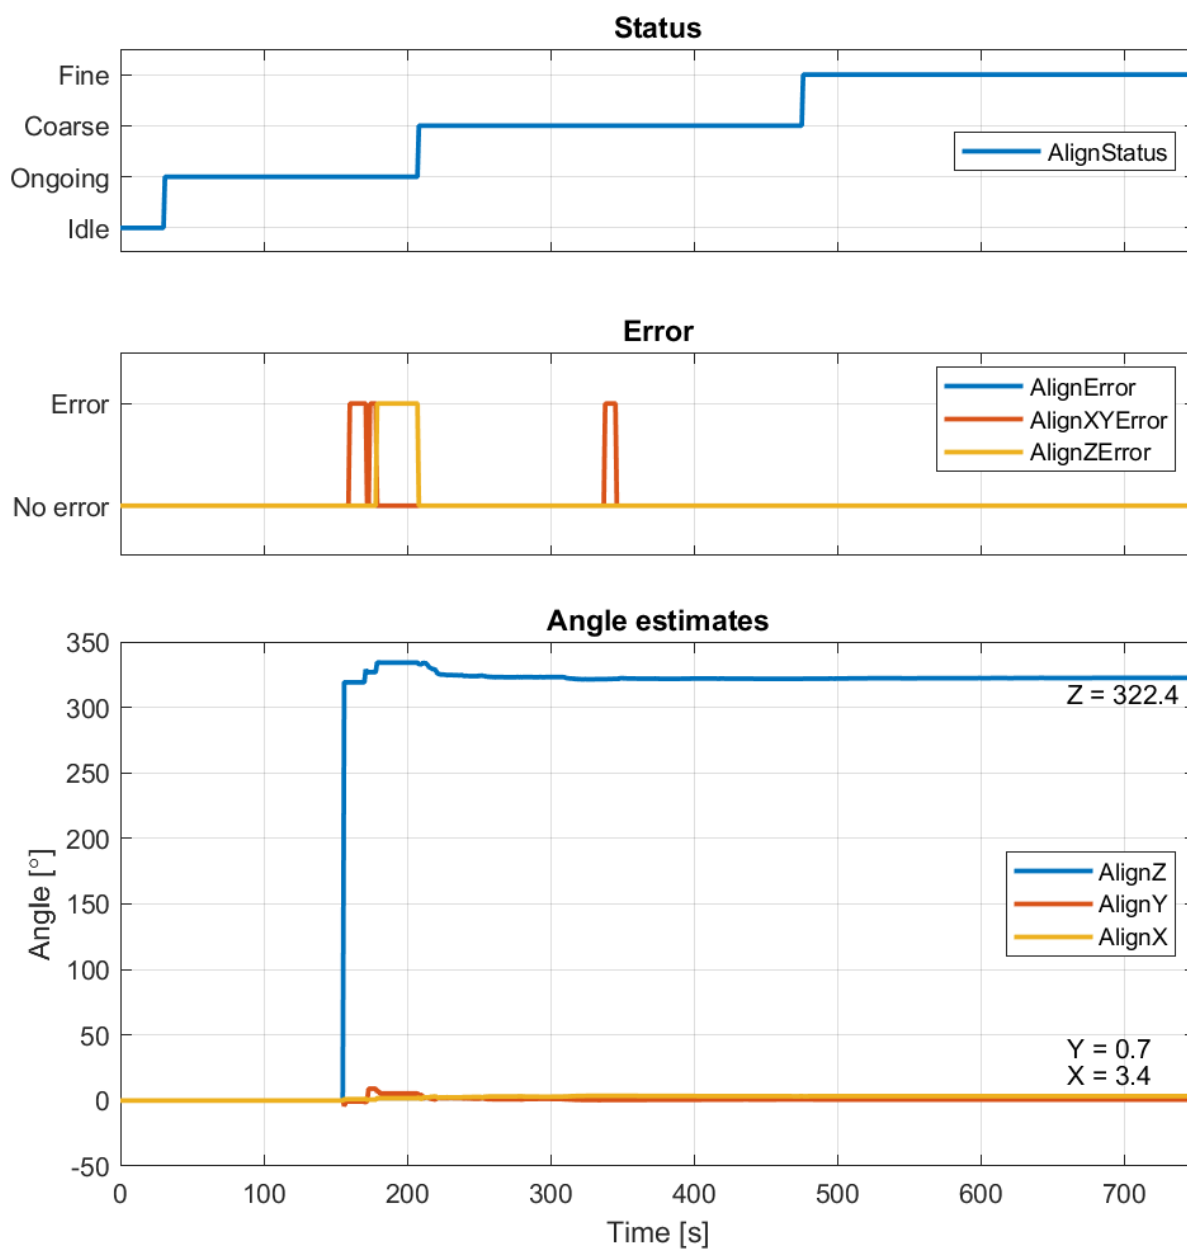 Status
Fine
Coarse
Ongoing
Idle
AlignStatus
Error
Error
No error
AlignError
AlignXYError
AlignZError
Angle estimates
Angle [°]
350
300
250
200
150
100
50
0
-50
Z = 322.4
AlignZ
AlignY
AlignX
Y = 0.7
X = 3.4
0 100 200 300 400 500 600 700
Time [s]